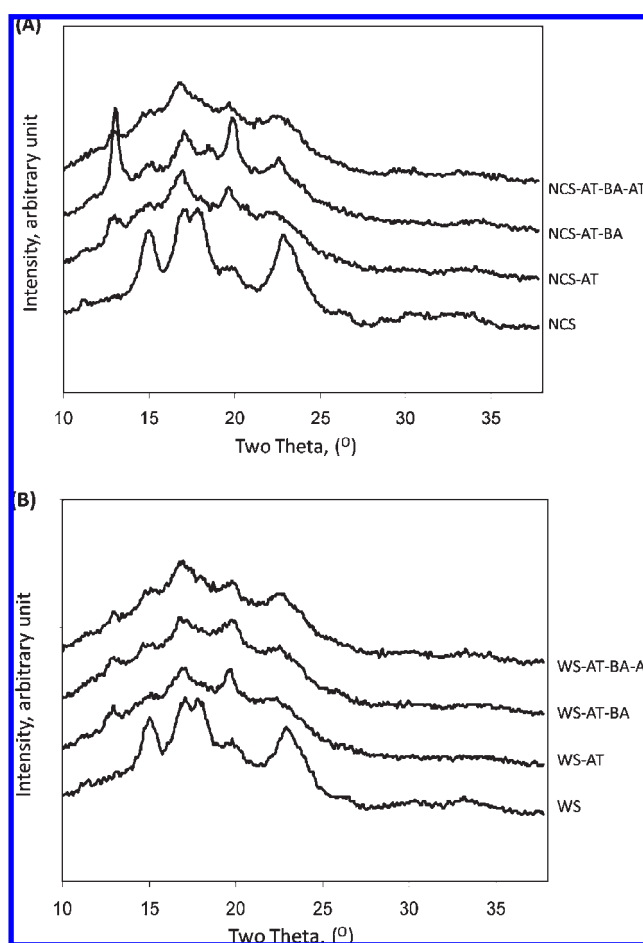 (A)
Intensity, arbitrary unit
NCS-AT-BA-AT
NCS-AT-BA
NCS-AT
NCS
10 15 20 25 30 35
Two Theta, (O)
(B)
Intensity, arbitrary unit
WS-AT-BA-A
WS-AT-BA
WS-AT
WS
10 15 20 25 30 35
Two Theta, (O)